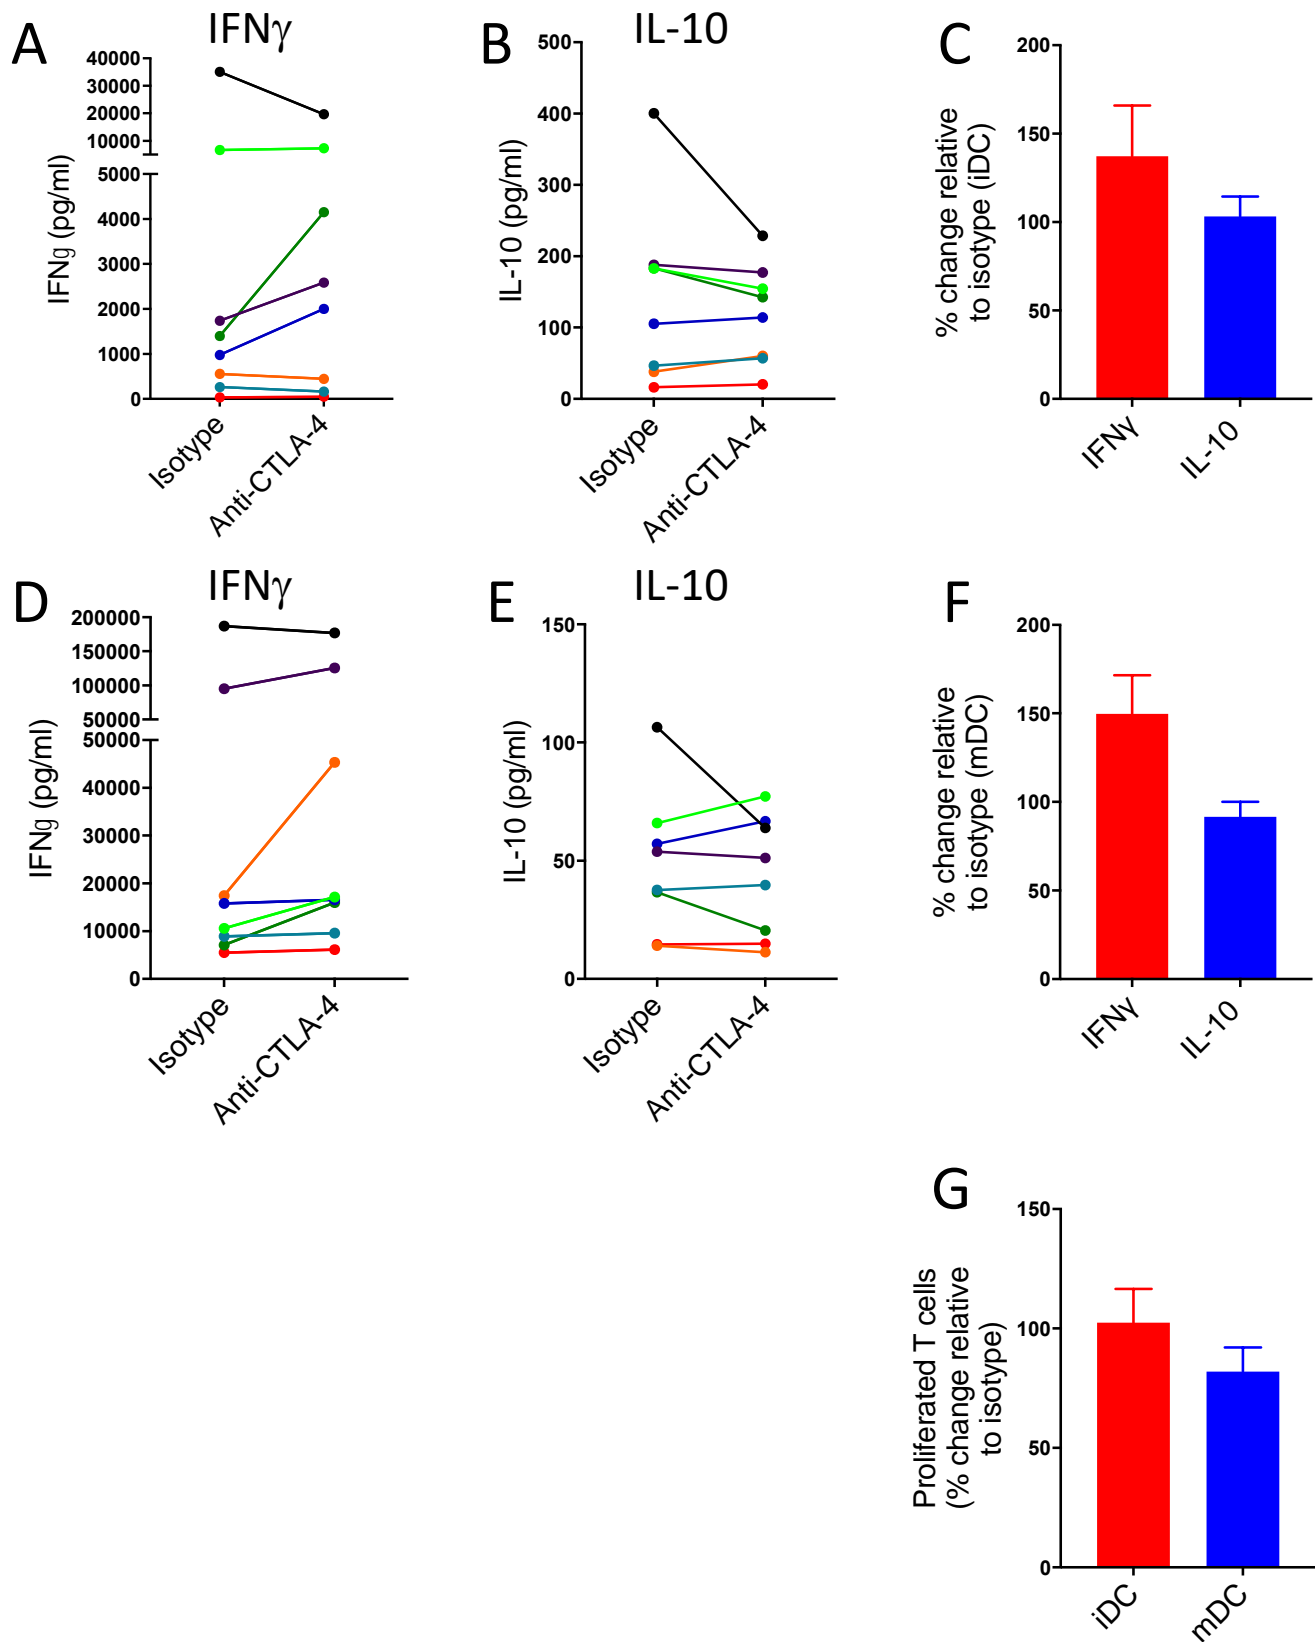 A
IFNγ
40000
30000
20000
10000
5000
4000
3000
2000
1000
0
IFNg (pg/ml)
Isotype
Anti-CTLA-4
B
IL-10
500
400
300
200
100
0
IL-10 (pg/ml)
Isotype
Anti-CTLA-4
C
200
150
100
50
0
% change relative
to isotype (iDC)
IFNγ
IL-10
D
IFNγ
200000
150000
100000
50000
50000
40000
30000
20000
10000
0
IFNg (pg/ml)
Isotype
Anti-CTLA-4
E
IL-10
150
100
50
0
IL-10 (pg/ml)
Isotype
Anti-CTLA-4
F
200
150
100
50
0
% change relative
to isotype (mDC)
IFNγ
IL-10
G
150
100
50
0
Proliferated T cells
(% change relative
to isotype)
iDC
mDC